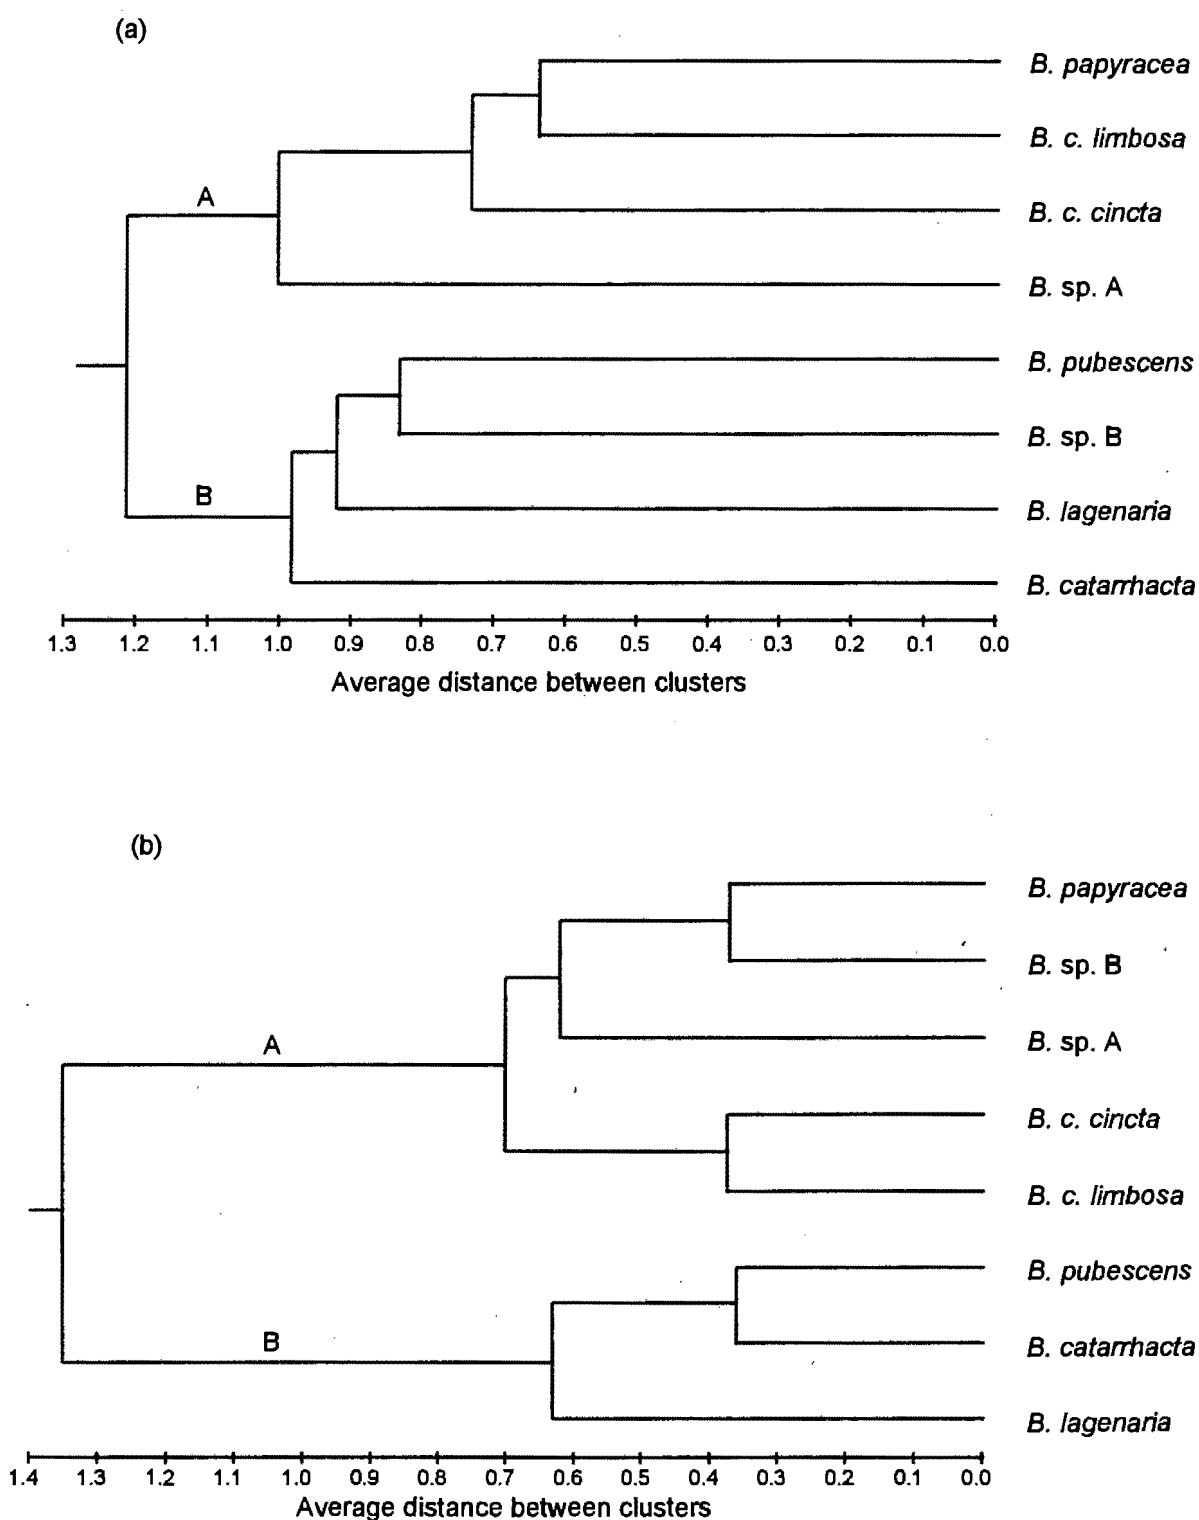 (a)
B. papyracea
B. c. limbosa
B. c. cincta
A
B. sp. A
B. pubescens
B. sp. B
B
B. lagenaria
B. catarrhacta
1.3 1.2 1.1 1.0 0.9 0.8 0.7 0.6 0.5 0.4 0.3 0.2 0.1 0.0
Average distance between clusters
(b)
B. papyracea
B. sp. B
A
B. sp. A
B. c. cincta
B. c. limbosa
B. pubescens
B
B. catarrhacta
B. lagenaria
1.4 1.3 1.2 1.1 1.0 0.9 0.8 0.7 0.6 0.5 0.4 0.3 0.2 0.1 0.0
Average distance between clusters